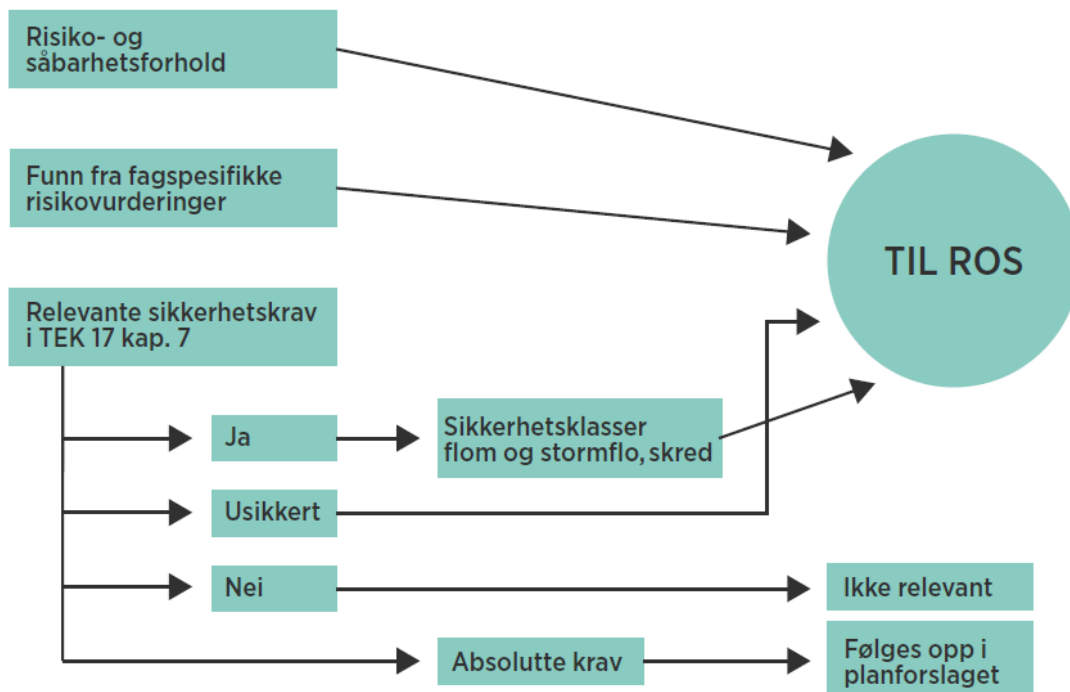 Risiko- og
såbarhetsforhold
Funn fra fagspesifikke
risikovurderinger
TIL ROS
Relevante sikkerhetskrav
i TEK 17 kap. 7
Ja
Sikkerhetsklasser
flom og stormflo, skred
Usikkert
Nei
Ikke relevant
Absolutte krav
Følges opp i
planforslaget